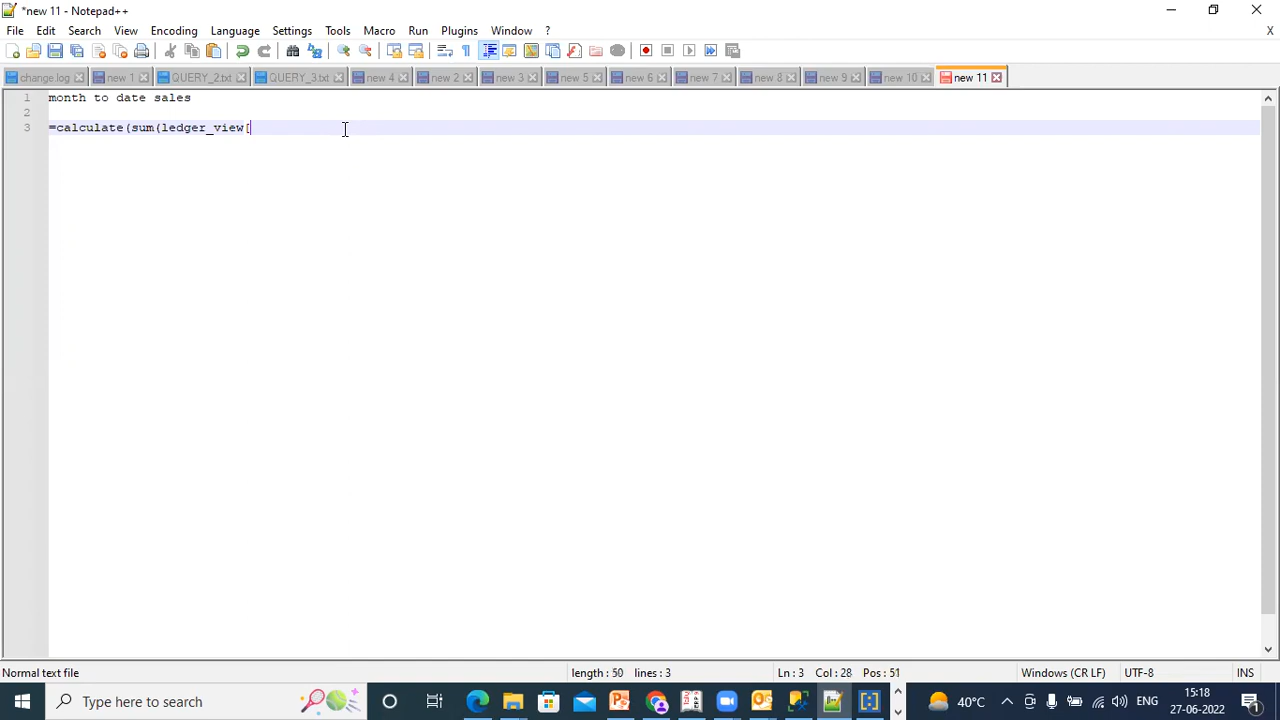 *new 11 - Notepad++
File Edit Search View Encoding Language Settings Tools Macro Run Plugins Window ? X
change.log new 1 QUERY_2.txt QUERY_3.txt new 4 new 2 new 3 new 5 new 6 new 7 new 8 new 9 new 10 new 11
1 month to date sales
2
3 =calculate(sum(ledger_view[
Normal text file length : 50 lines : 3 Ln : 3 Col : 28 Pos : 51 Windows (CR LF) UTF-8 INS
Type here to search 40°C ENG 15:18
27-06-2022 1